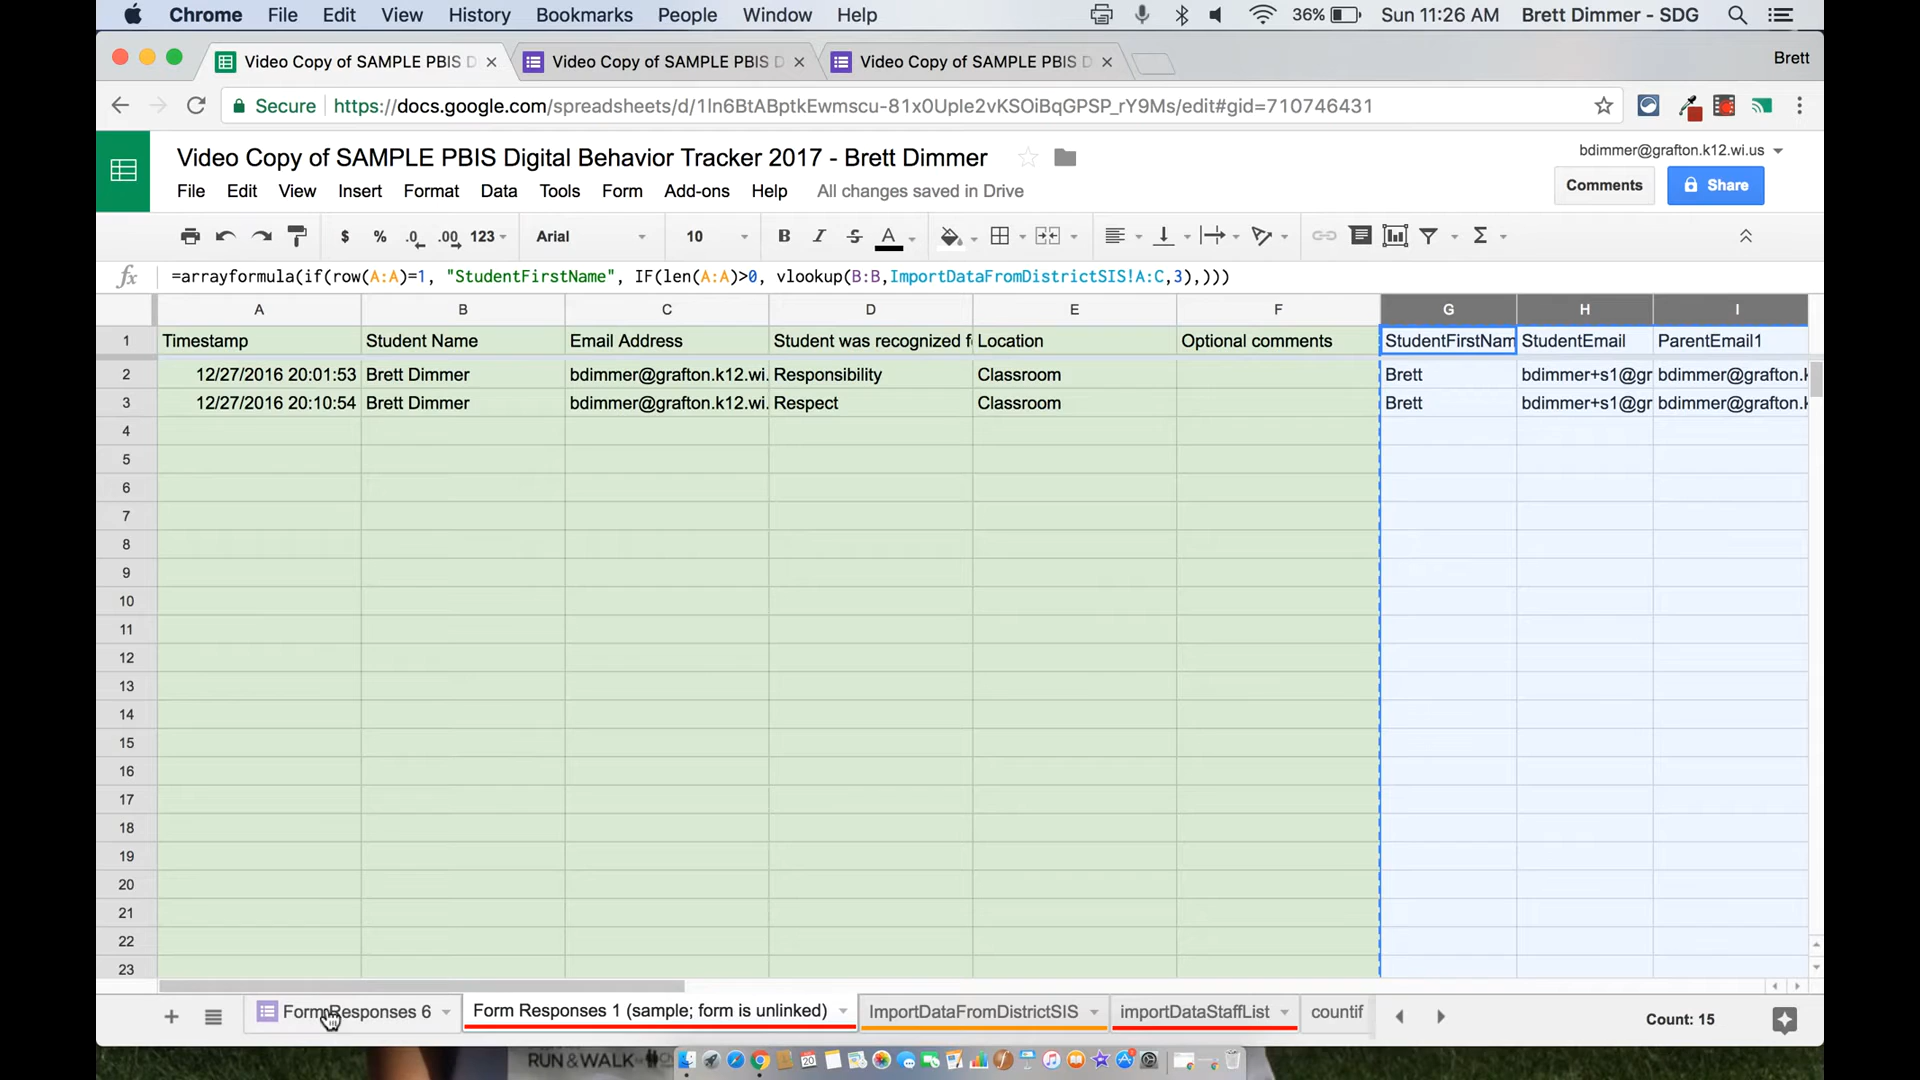 Chrome File Edit View History Bookmarks People Window Help 36% Sun 11:26 AM Brett Dimmer - SDG
Video Copy of SAMPLE PBIS D Video Copy of SAMPLE PBIS D Video Copy of SAMPLE PBIS D Brett
Secure https://docs.google.com/spreadsheets/d/1ln6BtABptkEwmscu-81x0Uple2vKSOiBqGPSP_rY9Ms/edit#gid=710746431
Video Copy of SAMPLE PBIS Digital Behavior Tracker 2017 - Brett Dimmer bdimmer@grafton.k12.wi.us
File Edit View Insert Format Data Tools Form Add-ons Help All changes saved in Drive Comments Share
$ % .0 .00 123 Arial 10 B I S A Σ
fx =arrayformula(if(row(A:A)=1, "StudentFirstName", IF(len(A:A)>0, vlookup(B:B,ImportDataFromDistrictSIS!A:C,3),)))
A B C D E F G H I
1 Timestamp Student Name Email Address Student was recognized f Location Optional comments StudentFirstNam StudentEmail ParentEmail1
2 12/27/2016 20:01:53 Brett Dimmer bdimmer@grafton.k12.wi. Responsibility Classroom Brett bdimmer+s1@gr bdimmer@grafton.k
3 12/27/2016 20:10:54 Brett Dimmer bdimmer@grafton.k12.wi. Respect Classroom Brett bdimmer+s1@gr bdimmer@grafton.k
4
5
6
7
8
9
10
11
12
13
14
15
16
17
18
19
20
21
22
23
+ Form Responses 6 Form Responses 1 (sample; form is unlinked) ImportDataFromDistrictSIS importDataStaffList countif Count: 15
RUN & WALK